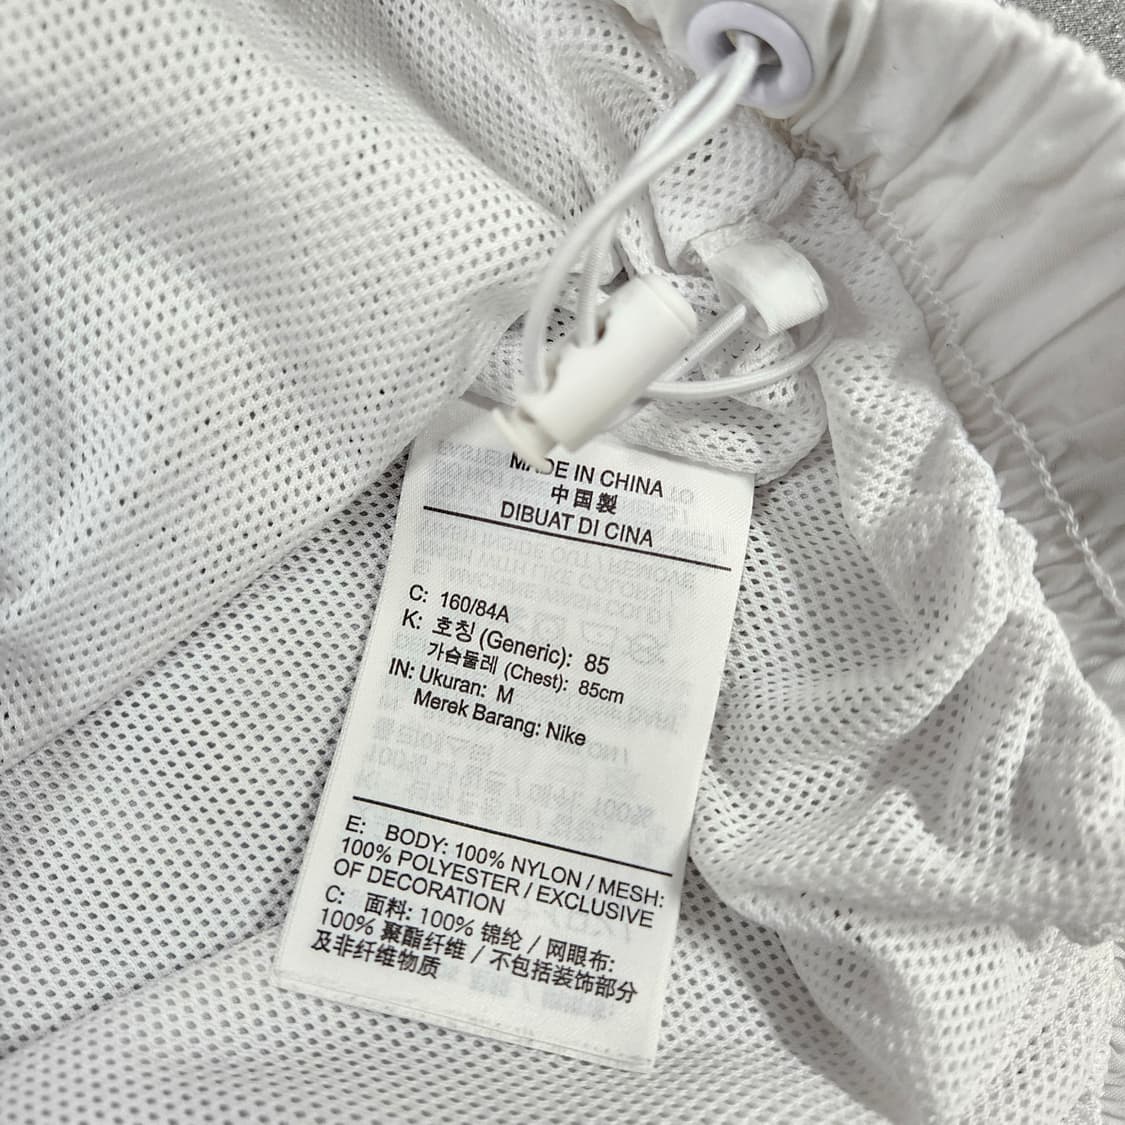 MADE IN CHINA
中国製
DIBUAT DI CINA
C: 160/84A
K: 호칭 (Generic): 85
가슴둘레 (Chest): 85cm
IN: Ukuran: M
Merek Barang: Nike
E: BODY: 100% NYLON / MESH:
100% POLYESTER / EXCLUSIVE
OF DECORATION
C: 面料: 100% 锦纶 / 网眼布:
100% 聚酯纤维 / 不包括装饰部分
及非纤维物质